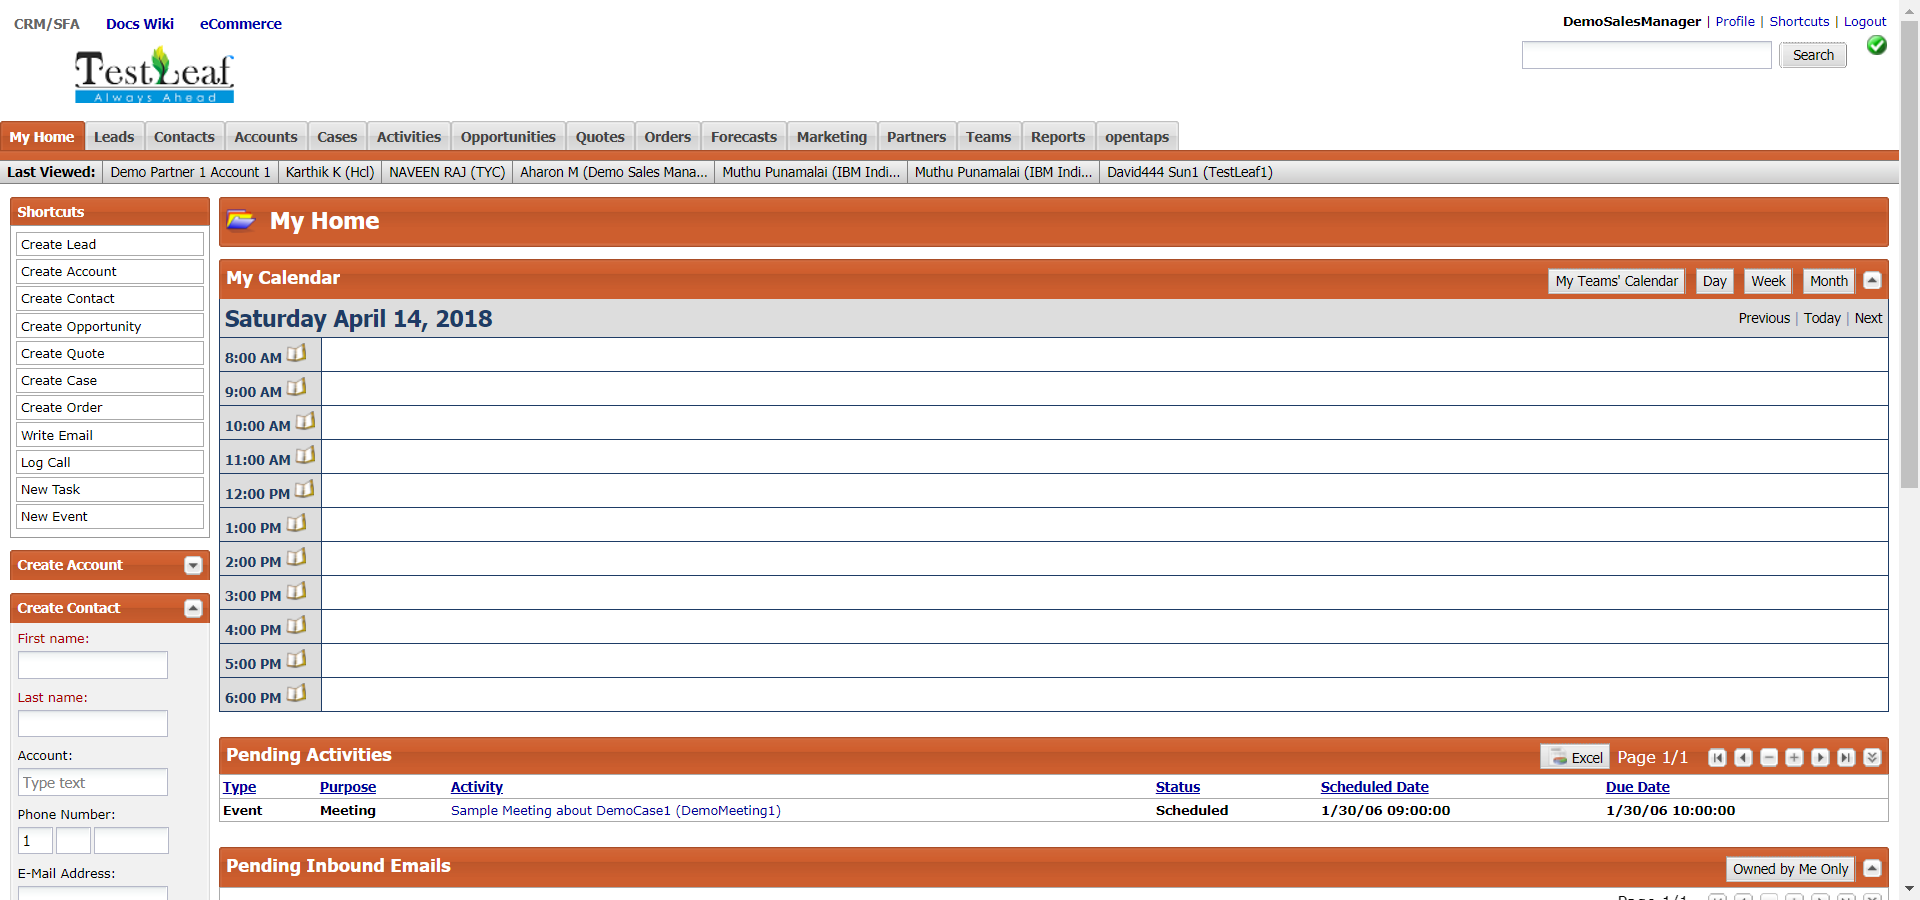 CRM/SFA Docs Wiki eCommerce
DemoSalesManager | Profile | Shortcuts | Logout
Search
TestLeaf
Always Ahead
My Home Leads Contacts Accounts Cases Activities Opportunities Quotes Orders Forecasts Marketing Partners Teams Reports opentaps
Last Viewed: Demo Partner 1 Account 1 Karthik K (Hcl) NAVEEN RAJ (TYC) Aharon M (Demo Sales Mana... Muthu Punamalai (IBM Indi... Muthu Punamalai (IBM Indi... David444 Sun1 (TestLeaf1)
Shortcuts
Create Lead
Create Account
Create Contact
Create Opportunity
Create Quote
Create Case
Create Order
Write Email
Log Call
New Task
New Event
Create Account
Create Contact
First name:
Last name:
Account:
Type text
Phone Number:
1
E-Mail Address:
My Home
My Calendar
My Teams' Calendar Day Week Month
Saturday April 14, 2018
Previous | Today | Next
8:00 AM
9:00 AM
10:00 AM
11:00 AM
12:00 PM
1:00 PM
2:00 PM
3:00 PM
4:00 PM
5:00 PM
6:00 PM
Pending Activities
Excel Page 1/1
Type Purpose Activity Status Scheduled Date Due Date
Event Meeting Sample Meeting about DemoCase1 (DemoMeeting1) Scheduled 1/30/06 09:00:00 1/30/06 10:00:00
Pending Inbound Emails
Owned by Me Only
Page 1/1